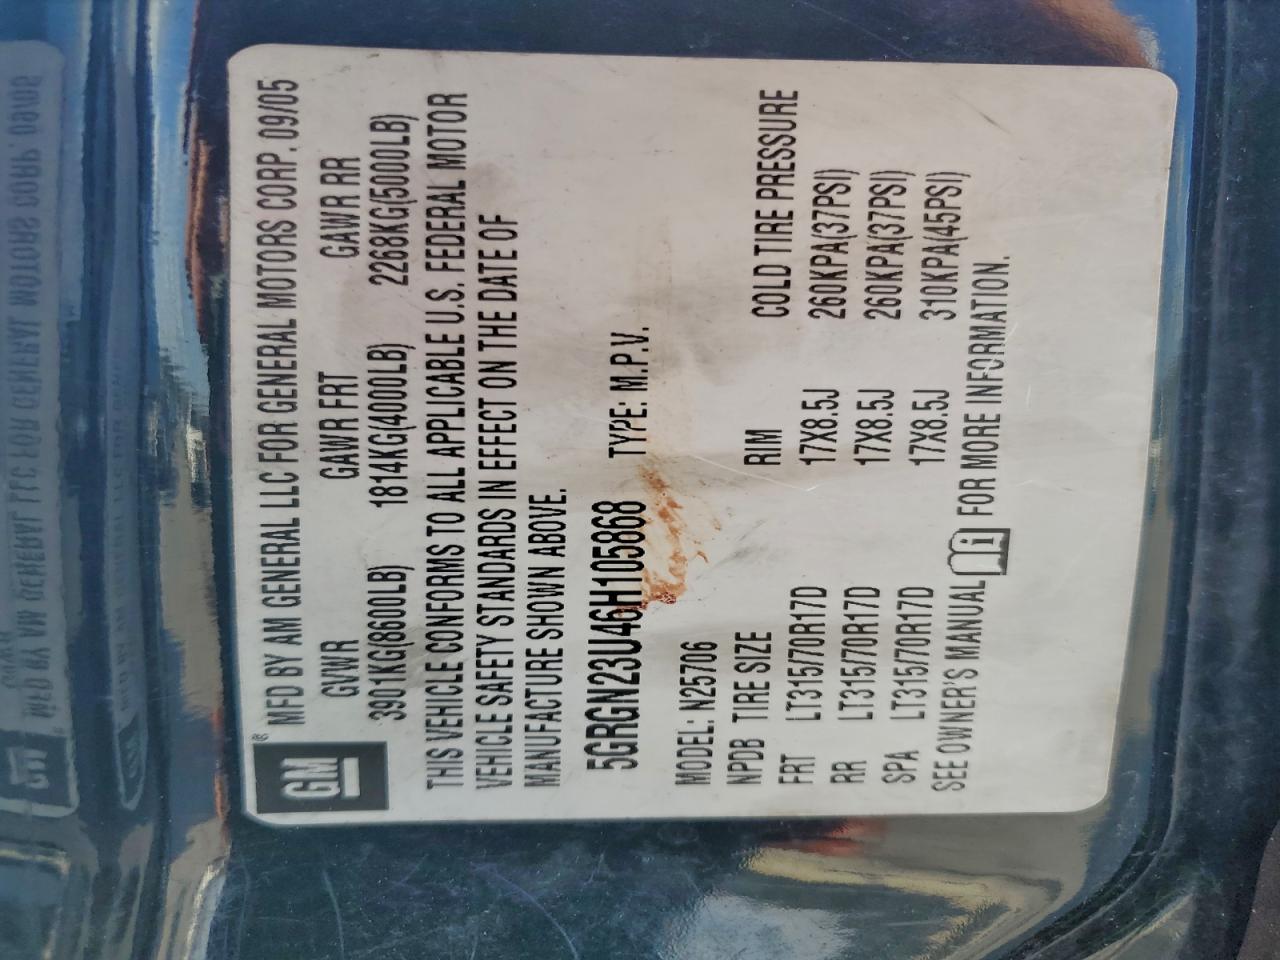 GM®
MFD BY AM GENERAL LLC FOR GENERAL MOTORS CORP. 09/05
GVWR GAWR FRT GAWR RR
3901KG(8600LB) 1814KG(4000LB) 2268KG(5000LB)
THIS VEHICLE CONFORMS TO ALL APPLICABLE U.S. FEDERAL MOTOR
VEHICLE SAFETY STANDARDS IN EFFECT ON THE DATE OF
MANUFACTURE SHOWN ABOVE.
5GRGN23U46H105868 TYPE: M.P.V.
MODEL: N25706
NPDB TIRE SIZE RIM COLD TIRE PRESSURE
FRT LT315/70R17D 17X8.5J 260KPA(37PSI)
RR LT315/70R17D 17X8.5J 260KPA(37PSI)
SPA LT315/70R17D 17X8.5J 310KPA(45PSI)
SEE OWNER'S MANUAL i FOR MORE INFORMATION.